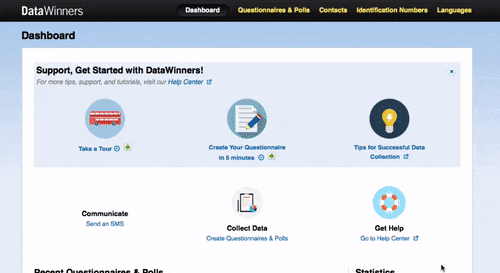 DataWinners
Dashboard Questionnaires & Polls Contacts Identification Numbers Languages
Dashboard
Support, Get Started with DataWinners!
For more tips, support, and tutorials, visit our Help Center
Take a Tour
Create Your Questionnaire
in 5 minutes
Tips for Successful Data
Collection
Communicate
Send an SMS
Collect Data
Create Questionnaires & Polls
Get Help
Go to Help Center
Recent Questionnaires & Polls
Statistics